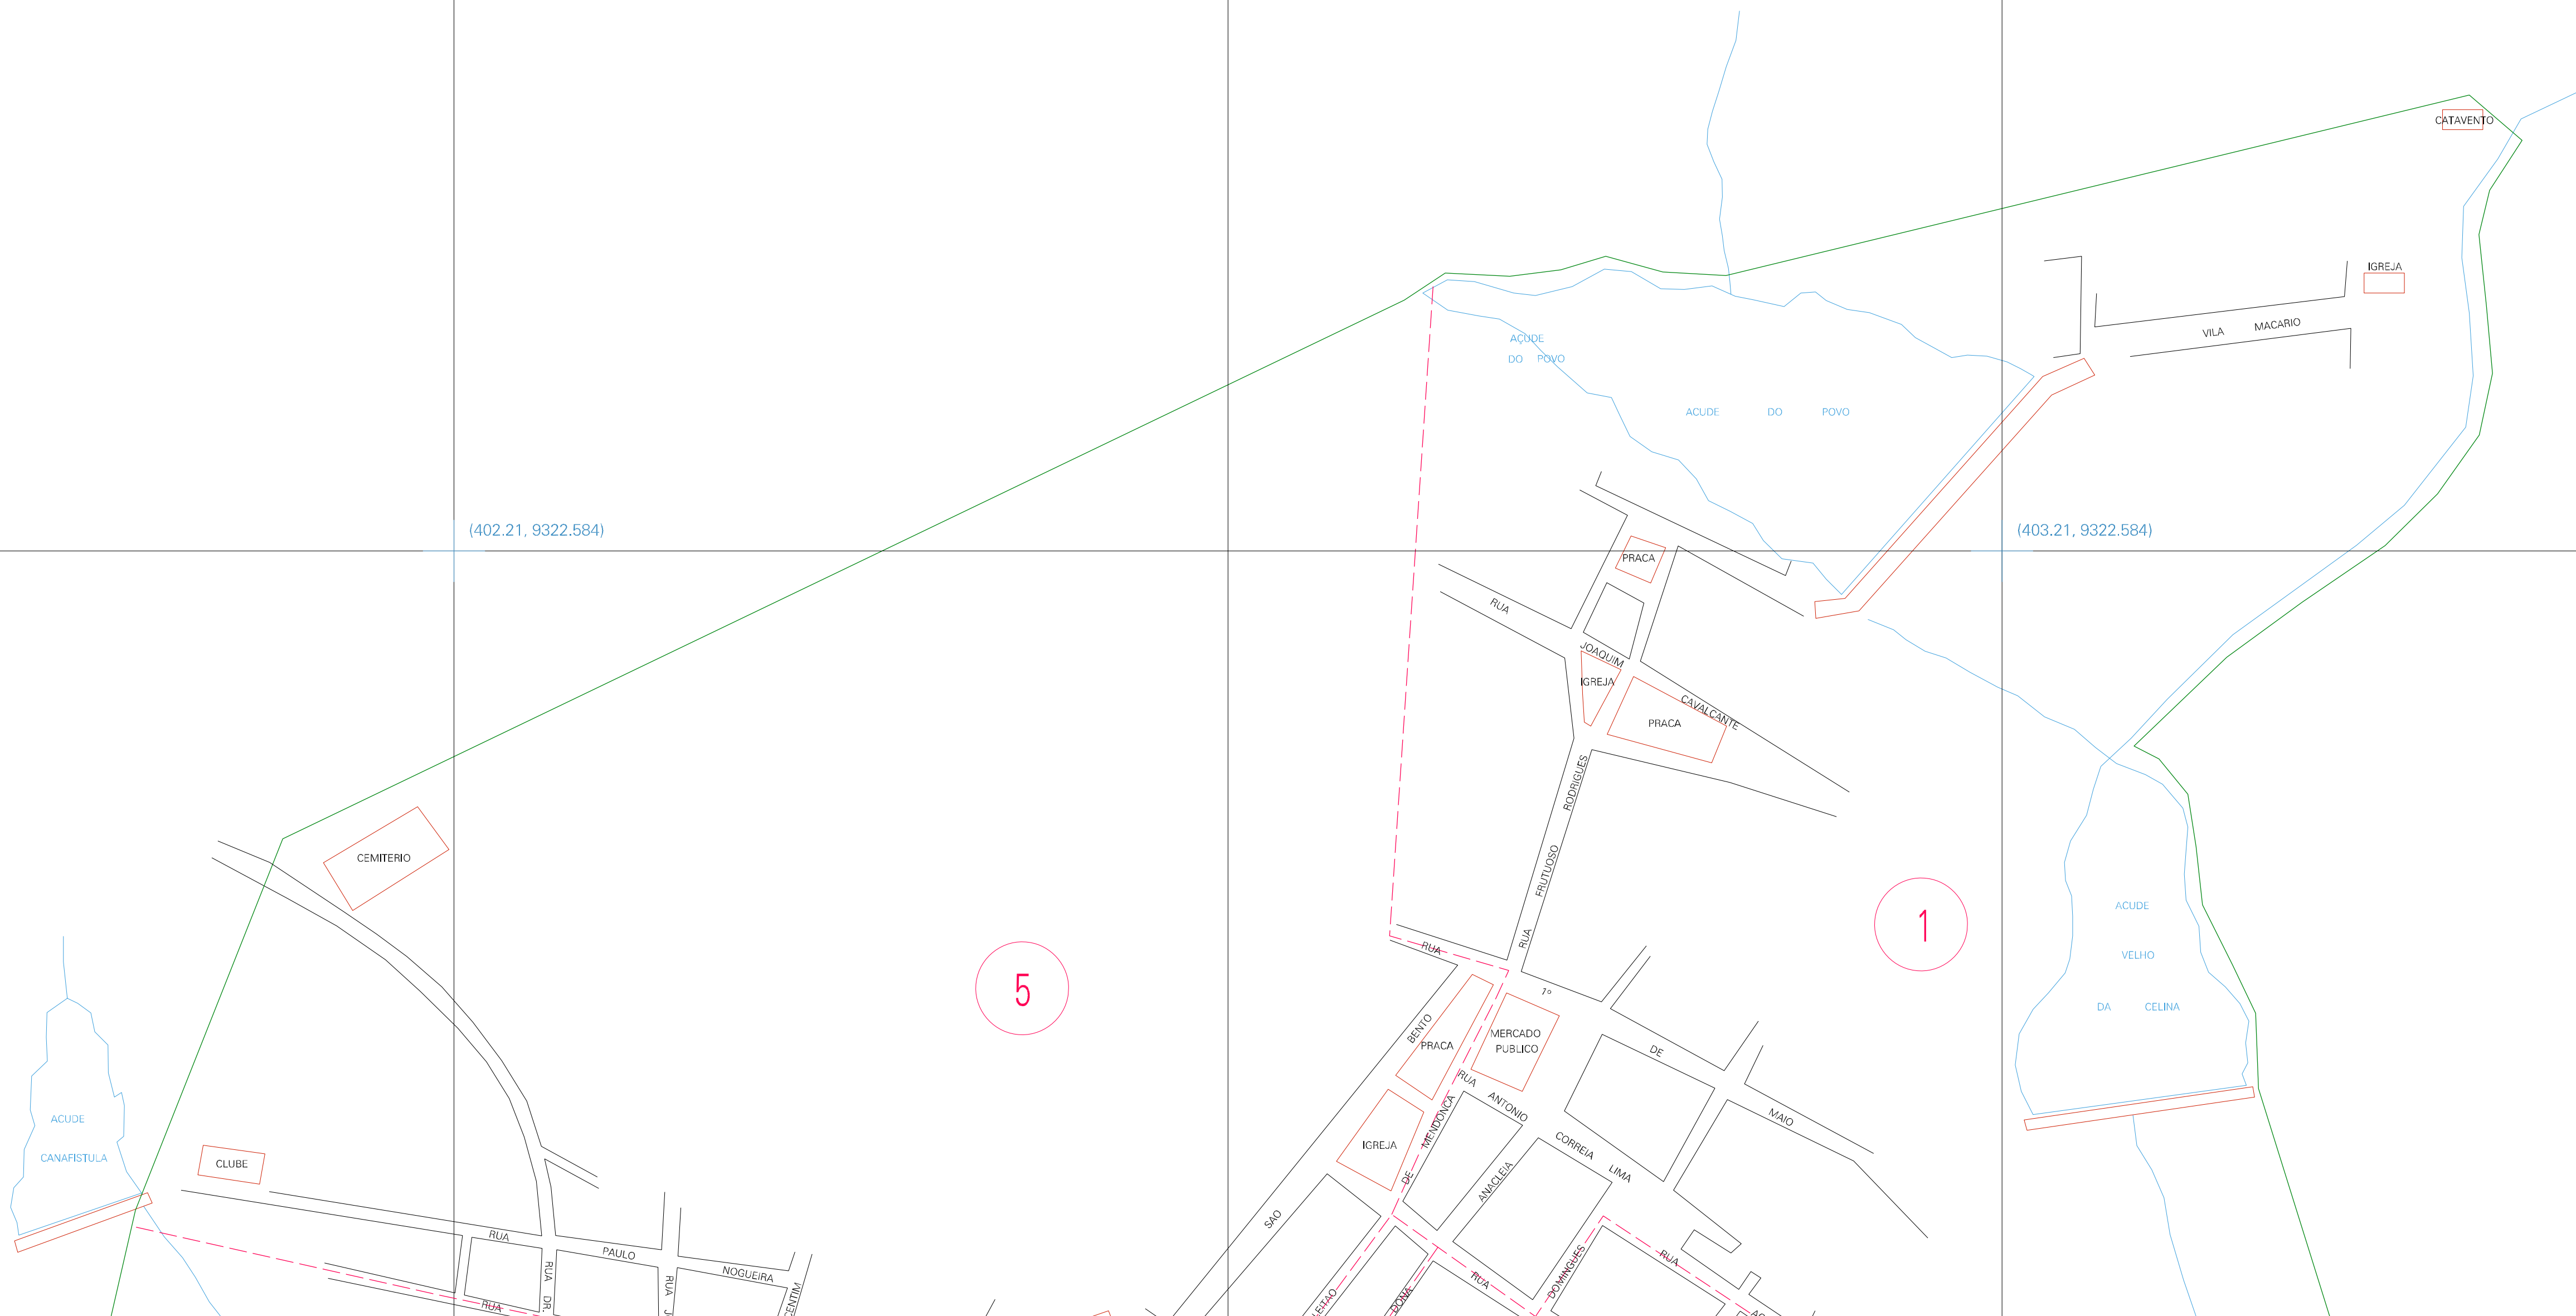 CATAVENTO
IGREJA
VILA MACARIO
AÇUDE
DO POVO
ACUDE DO POVO
(402.21, 9322.584)
(403.21, 9322.584)
PRACA
RUA JOAQUIM CAVALCANTE
IGREJA
PRACA
RUA FRUTUOSO RODRIGUES
CEMITERIO
5
1
ACUDE
VELHO
DA CELINA
RUA 1º DE MAIO
SAO BENTO
PRACA
MERCADO
PUBLICO
RUA ANTONIO CORREIA LIMA
IGREJA
DE MENDONCA
ANACLEIA
ACUDE
CANAFISTULA
CLUBE
RUA PAULO NOGUEIRA
RUA DR.
RUA
RUA
LEITAO
DONA
RUA
DOMINGUES
RUA